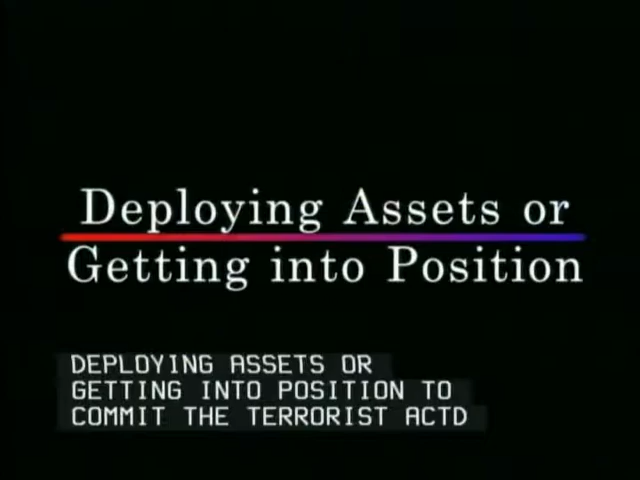 Deploying Assets or
Getting into Position
DEPLOYING ASSETS OR
GETTING INTO POSITION TO
COMMIT THE TERRORIST ACTD